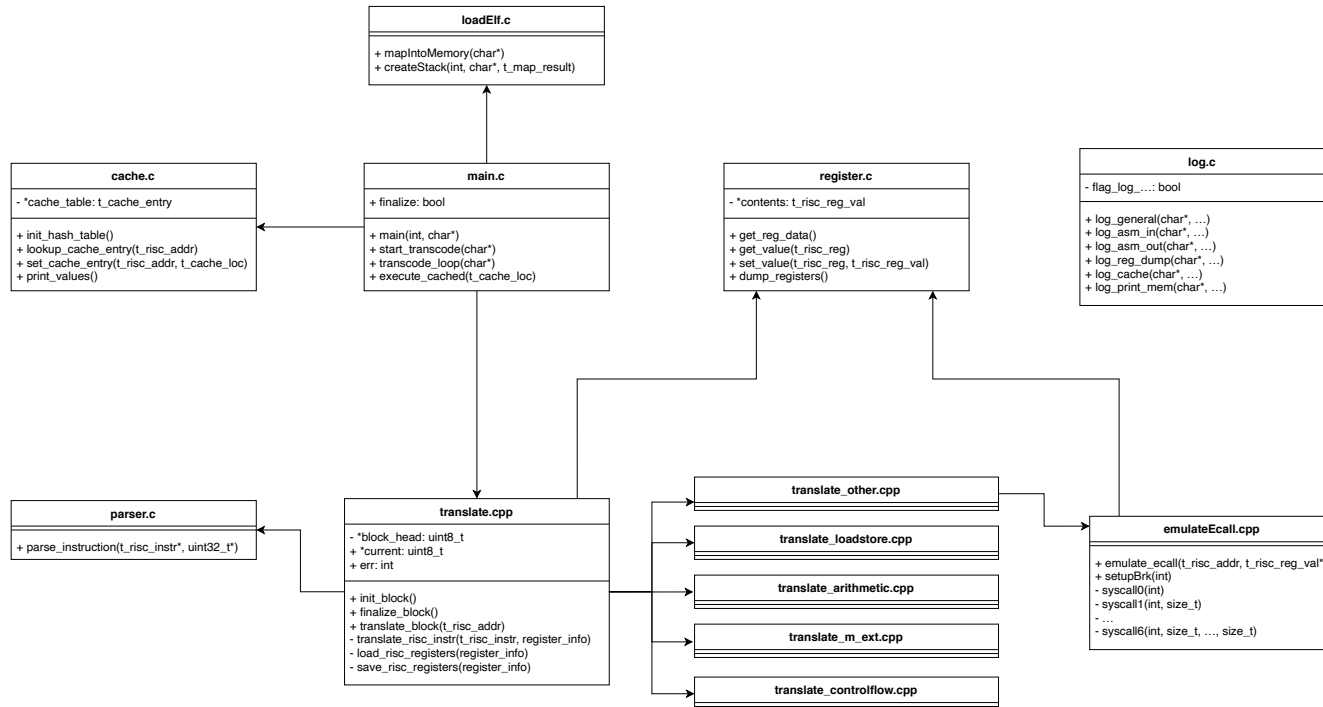 loadElf.c
+ mapIntoMemory(char*)
+ createStack(int, char*, t_map_result)
cache.c
- *cache_table: t_cache_entry
+ init_hash_table()
+ lookup_cache_entry(t_risc_addr)
+ set_cache_entry(t_risc_addr, t_cache_loc)
+ print_values()
main.c
+ finalize: bool
+ main(int, char*)
+ start_transcode(char*)
+ transcode_loop(char*)
+ execute_cached(t_cache_loc)
register.c
- *contents: t_risc_reg_val
+ get_reg_data()
+ get_value(t_risc_reg)
+ set_value(t_risc_reg, t_risc_reg_val)
+ dump_registers()
log.c
- flag_log_…: bool
+ log_general(char*, …)
+ log_asm_in(char*, …)
+ log_asm_out(char*, …)
+ log_reg_dump(char*, …)
+ log_cache(char*, …)
+ log_print_mem(char*, …)
parser.c
+ parse_instruction(t_risc_instr*, uint32_t*)
translate.cpp
- *block_head: uint8_t
+ *current: uint8_t
+ err: int
+ init_block()
+ finalize_block()
+ translate_block(t_risc_addr)
- translate_risc_instr(t_risc_instr, register_info)
- load_risc_registers(register_info)
- save_risc_registers(register_info)
translate_other.cpp
translate_loadstore.cpp
translate_arithmetic.cpp
translate_m_ext.cpp
translate_controlflow.cpp
emulateEcall.cpp
+ emulate_ecall(t_risc_addr, t_risc_reg_val*
+ setupBrk(int)
- syscall0(int)
- syscall1(int, size_t)
- …
- syscall6(int, size_t, …, size_t)